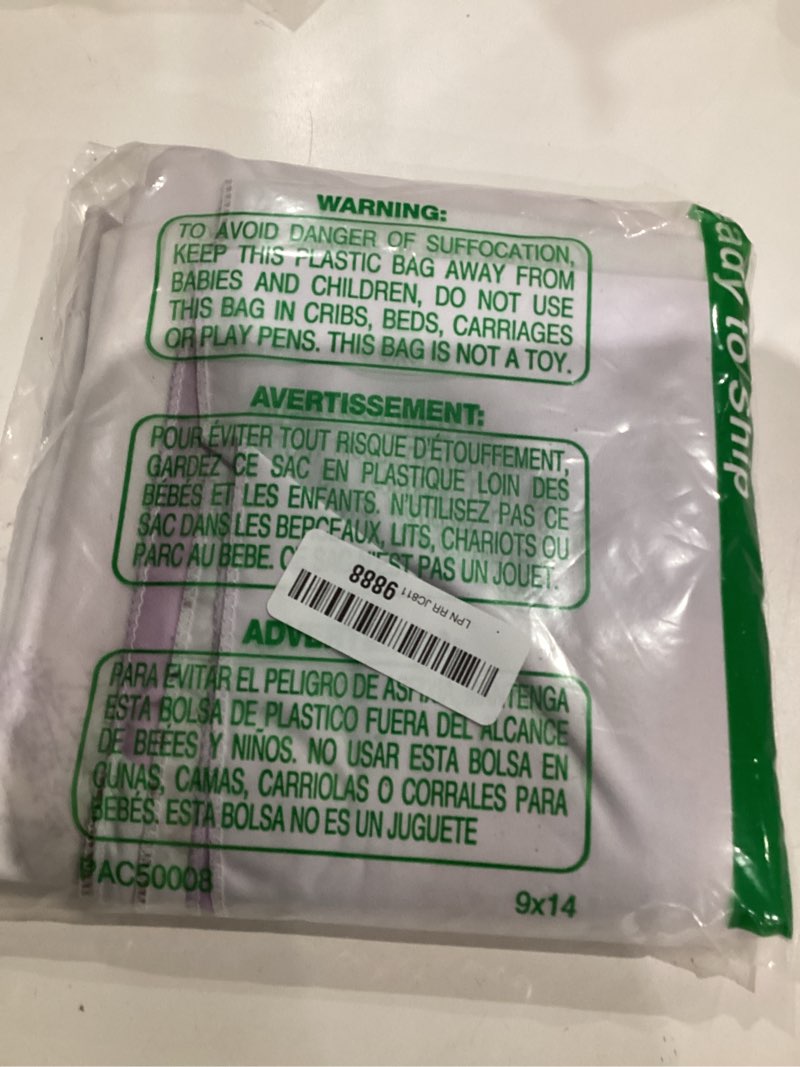 WARNING:
TO AVOID DANGER OF SUFFOCATION,
KEEP THIS PLASTIC BAG AWAY FROM
BABIES AND CHILDREN, DO NOT USE
THIS BAG IN CRIBS, BEDS, CARRIAGES
OR PLAY PENS. THIS BAG IS NOT A TOY.
AVERTISSEMENT:
POUR ÉVITER TOUT RISQUE D'ÉTOUFFEMENT,
GARDEZ CE SAC EN PLASTIQUE LOIN DES
BÉBÉS ET LES ENFANTS. N'UTILISEZ PAS CE
SAC DANS LES BERCEAUX, LITS, CHARIOTS OU
PARC AU BEBE. PAS UN JOUET.
LPN RR JC811 9888
PARA EVITAR EL PELIGRO DE TENGA
ESTA BOLSA DE PLASTICO FUERA DEL ALCANCE
DE BEBES Y NIÑOS. NO USAR ESTA BOLSA EN
CUNAS, CAMAS, CARRIOLAS O CORRALES PARA
BEBÉS. ESTA BOLSA NO ES UN JUGUETE
PAC50008
9x14
to ship